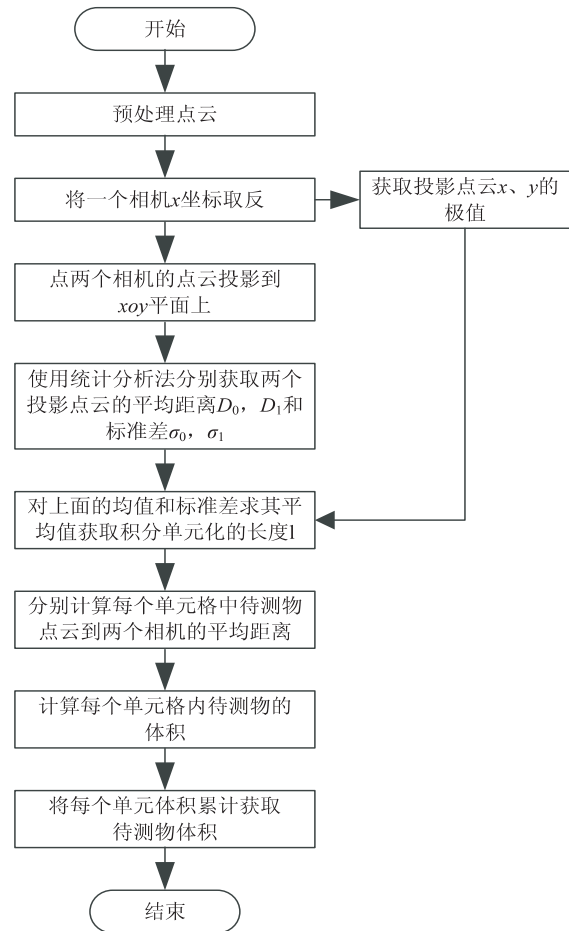 开始
预处理点云
将一个相机x坐标取反
获取投影点云x、y的
极值
点两个相机的点云投影到
xoy平面上
使用统计分析法分别获取两个
投影点云的平均距离D₀，D₁和
标准差σ₀，σ₁
对上面的均值和标准差求其平
均值获取积分单元化的长度l
分别计算每个单元格中待测物
点云到两个相机的平均距离
计算每个单元格内待测物的
体积
将每个单元体积累计获取
待测物体积
结束